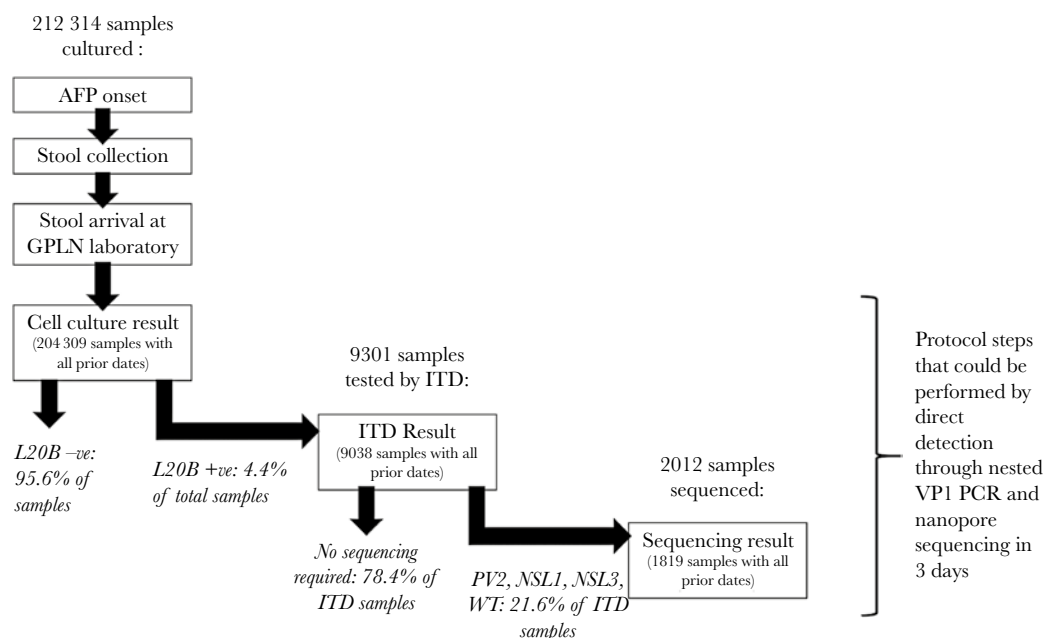 212 314 samples
cultured :
AFP onset
Stool collection
Stool arrival at
GPLN laboratory
Cell culture result
(204 309 samples with
all prior dates)
L20B –ve:
95.6% of
samples
L20B +ve: 4.4%
of total samples
9301 samples
tested by ITD:
ITD Result
(9038 samples with all
prior dates)
No sequencing
required: 78.4% of
ITD samples
PV2, NSL1, NSL3,
WT: 21.6% of ITD
samples
2012 samples
sequenced:
Sequencing result
(1819 samples with all
prior dates)
Protocol steps
that could be
performed by
direct
detection
through nested
VP1 PCR and
nanopore
sequencing in
3 days